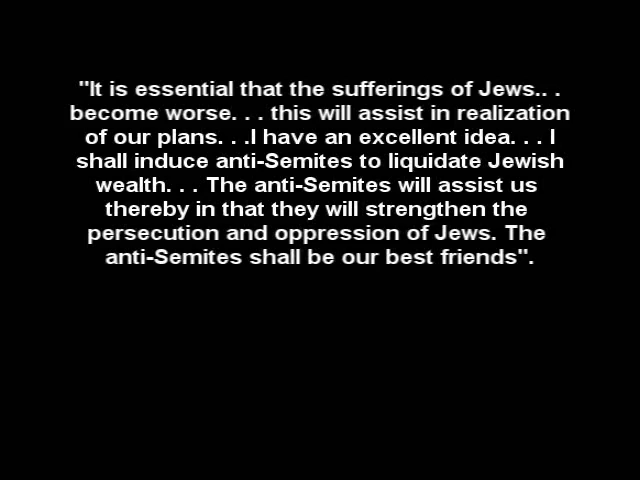 "It is essential that the sufferings of Jews.. .
become worse. . . this will assist in realization
of our plans. . .I have an excellent idea. . . I
shall induce anti-Semites to liquidate Jewish
wealth. . . The anti-Semites will assist us
thereby in that they will strengthen the
persecution and oppression of Jews. The
anti-Semites shall be our best friends".